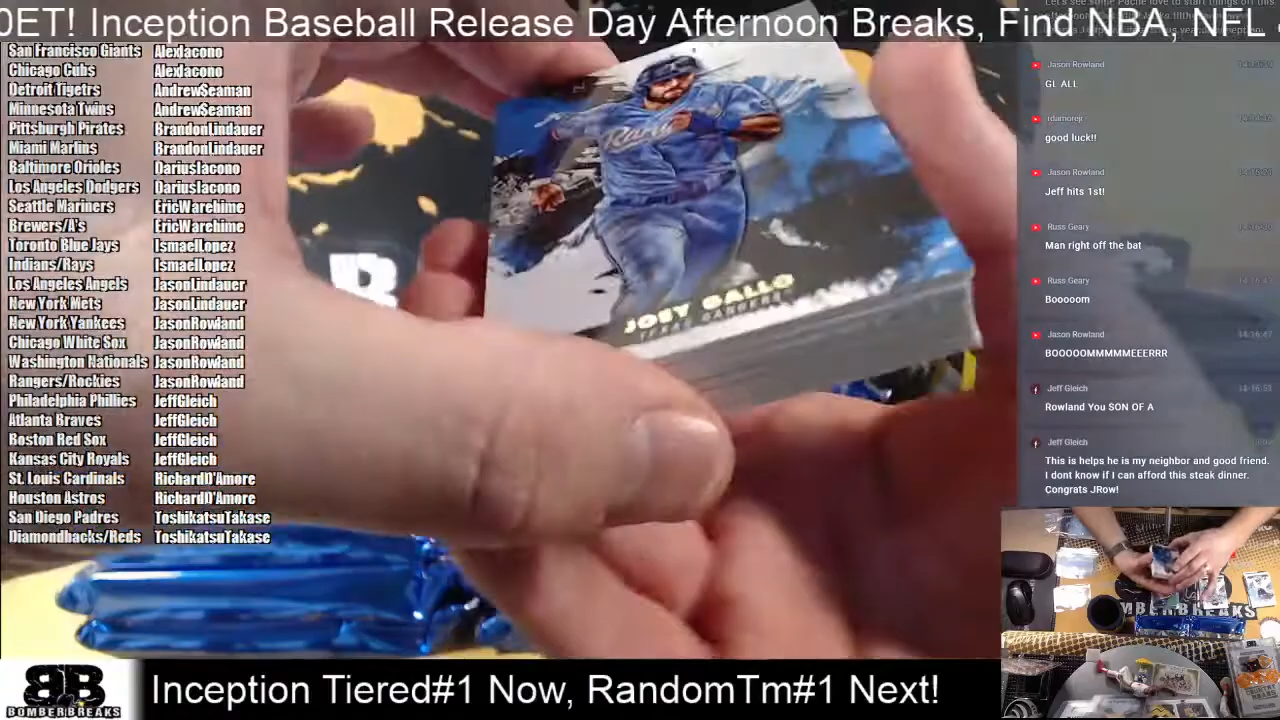 0ET! Inception Baseball Release Day Afternoon Breaks, Find NBA, NFL
San Francisco Giants AlexIacono
Chicago Cubs AlexIacono
Detroit Tigetrs AndrewSeaman
Minnesota Twins AndrewSeaman
Pittsburgh Pirates BrandonLindauer
Miami Marlins BrandonLindauer
Baltimore Orioles DariusIacono
Los Angeles Dodgers DariusIacono
Seattle Mariners EricWarehime
Brewers/A's EricWarehime
Toronto Blue Jays IsmaelLopez
Indians/Rays IsmaelLopez
Los Angeles Angels JasonLindauer
New York Mets JasonLindauer
New York Yankees JasonRowland
Chicago White Sox JasonRowland
Washington Nationals JasonRowland
Rangers/Rockies JasonRowland
Philadelphia Phillies JeffGleich
Atlanta Braves JeffGleich
Boston Red Sox JeffGleich
Kansas City Royals JeffGleich
St. Louis Cardinals RichardD'Amore
Houston Astros RichardD'Amore
San Diego Padres ToshikatsuTakase
Diamondbacks/Reds ToshikatsuTakase
JOEY GALLO
TEXAS RANGERS
Jason Rowland
GL ALL
rdamorejr
good luck!!
Jason Rowland
Jeff hits 1st!
Russ Geary
Man right off the bat
Russ Geary
Booooom
Jason Rowland
BOOOOOMMMMMEEERRR
Jeff Gleich
Rowland You SON OF A
Jeff Gleich
This is helps he is my neighbor and good friend.
I dont know if I can afford this steak dinner.
Congrats JRow!
BOMBERBREAKS
BB
BOMBERBREAKS
Inception Tiered#1 Now, RandomTm#1 Next!